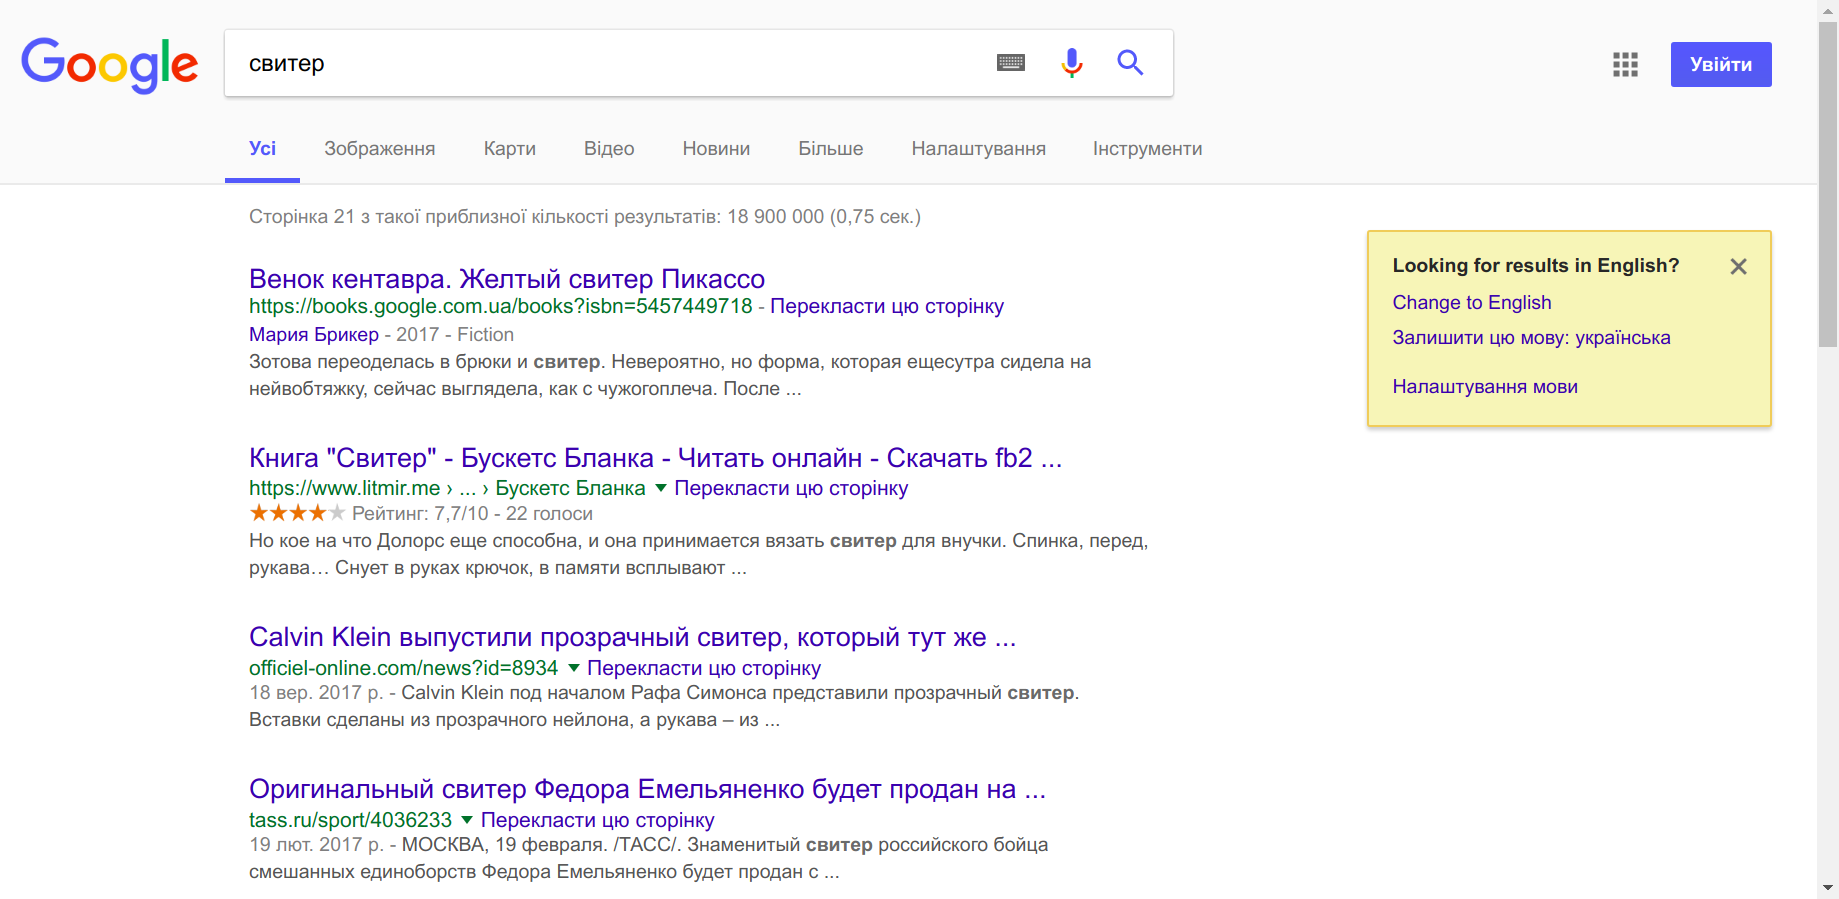 Google
свитер
Увійти
Усі Зображення Карти Відео Новини Більше Налаштування Інструменти
Сторінка 21 з такої приблизної кількості результатів: 18 900 000 (0,75 сек.)
Венок кентавра. Желтый свитер Пикассо
https://books.google.com.ua/books?isbn=5457449718 - Перекласти цю сторінку
Мария Брикер - 2017 - Fiction
Зотова переоделась в брюки и свитер. Невероятно, но форма, которая ещесутра сидела на
нейвобтяжку, сейчас выглядела, как с чужогоплеча. После ...
Книга "Свитер" - Бускетс Бланка - Читать онлайн - Скачать fb2 ...
https://www.litmir.me › ... › Бускетс Бланка ▼ Перекласти цю сторінку
★★★★★ Рейтинг: 7,7/10 - 22 голоси
Но кое на что Долорс еще способна, и она принимается вязать свитер для внучки. Спинка, перед,
рукава… Снует в руках крючок, в памяти всплывают ...
Calvin Klein выпустили прозрачный свитер, который тут же ...
officiel-online.com/news?id=8934 ▼ Перекласти цю сторінку
18 вер. 2017 р. - Calvin Klein под началом Рафа Симонса представили прозрачный свитер.
Вставки сделаны из прозрачного нейлона, а рукава – из ...
Оригинальный свитер Федора Емельяненко будет продан на ...
tass.ru/sport/4036233 ▼ Перекласти цю сторінку
19 лют. 2017 р. - МОСКВА, 19 февраля. /ТАСС/. Знаменитый свитер российского бойца
смешанных единоборств Федора Емельяненко будет продан с ...
Looking for results in English?
Change to English
Залишити цю мову: українська
Налаштування мови